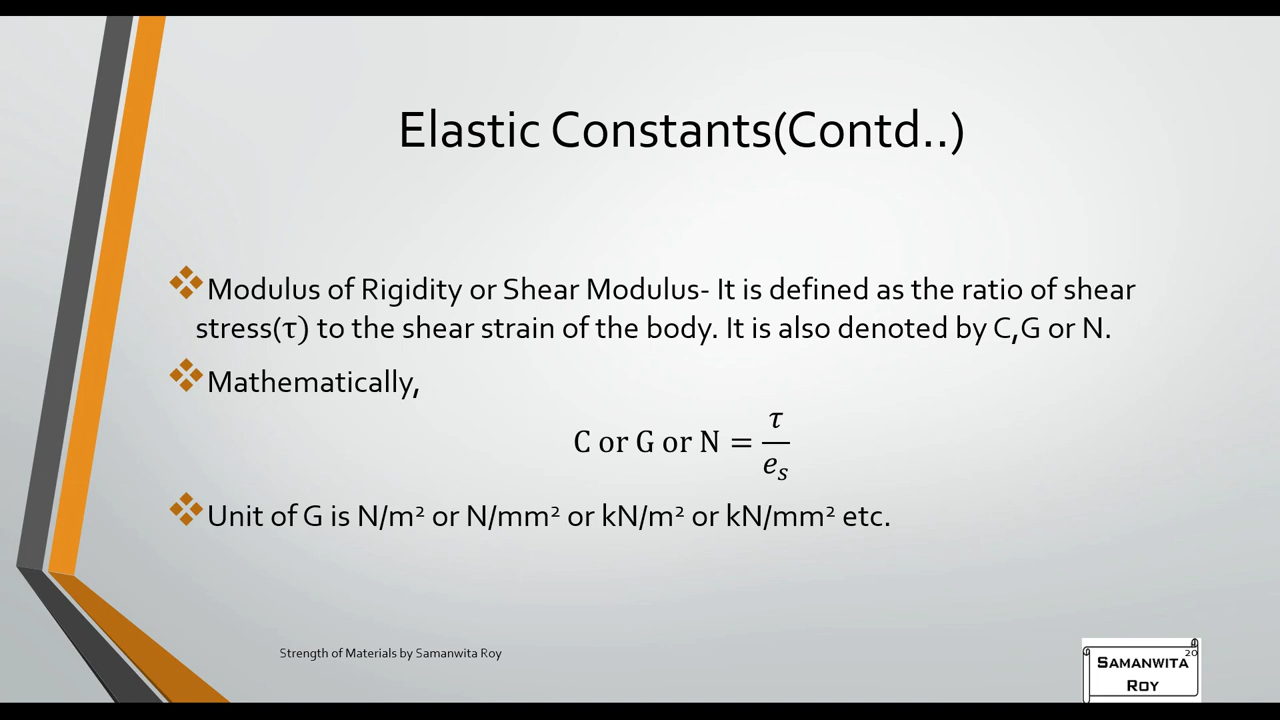 Elastic Constants(Contd..)
❖Modulus of Rigidity or Shear Modulus- It is defined as the ratio of shear
stress(τ) to the shear strain of the body. It is also denoted by C,G or N.
❖Mathematically,
C or G or N = τ/e_s
❖Unit of G is N/m² or N/mm² or kN/m² or kN/mm² etc.
Strength of Materials by Samanwita Roy
20
SAMANWITA
ROY